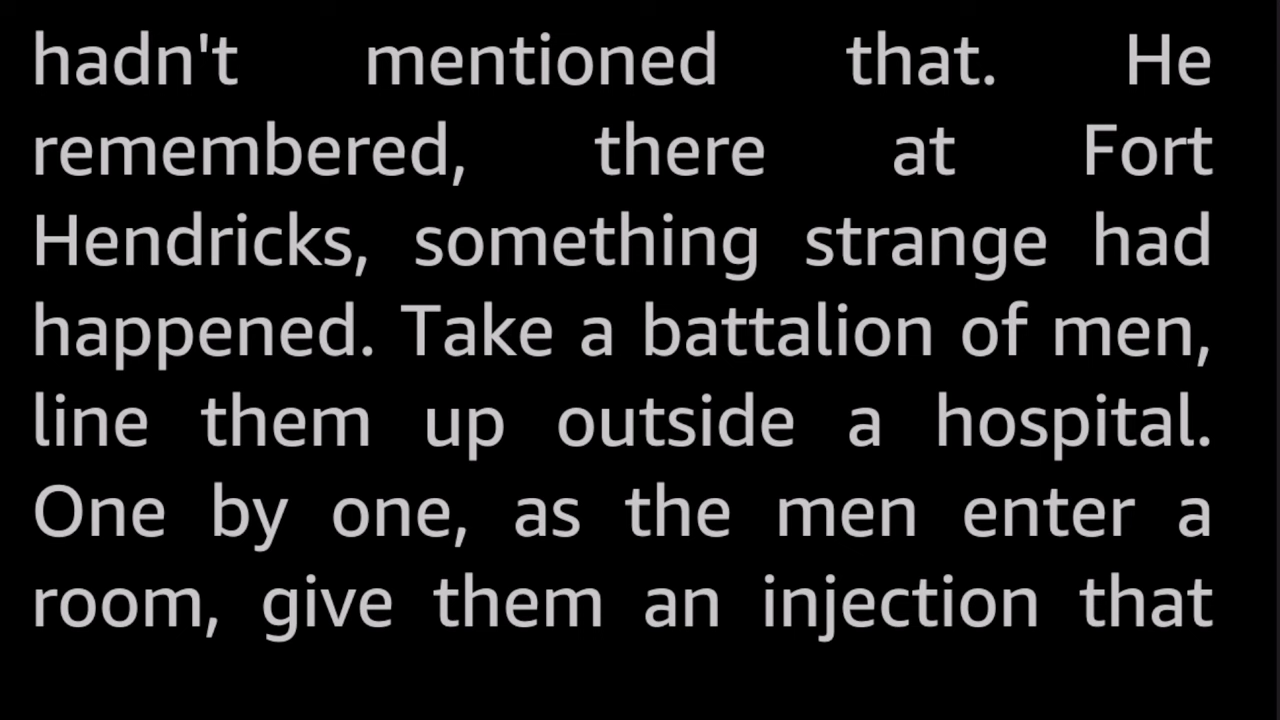 hadn't mentioned that. He
remembered, there at Fort
Hendricks, something strange had
happened. Take a battalion of men,
line them up outside a hospital.
One by one, as the men enter a
room, give them an injection that